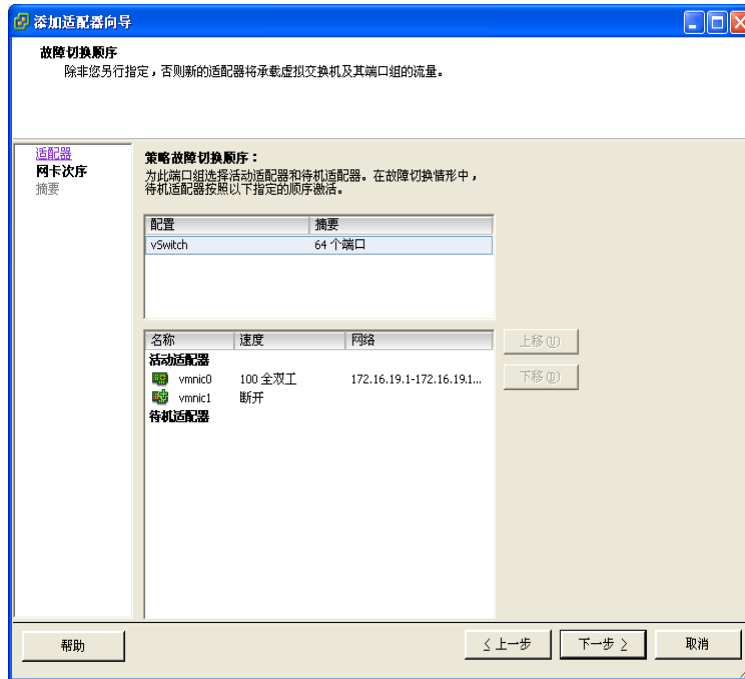 添加适配器向导
故障切换顺序
除非您另行指定，否则新的适配器将承载虚拟交换机及其端口组的流量。
适配器
网卡次序
摘要
策略故障切换顺序：
为此端口组选择活动适配器和待机适配器。在故障切换情形中，
待机适配器按照以下指定的顺序激活。
配置 摘要
vSwitch 64 个端口
名称 速度 网络
活动适配器
vmnic0 100 全双工 172.16.19.1-172.16.19.1...
vmnic1 断开
待机适配器
上移(U)
下移(D)
帮助
≤ 上一步
下一步 ≥
取消